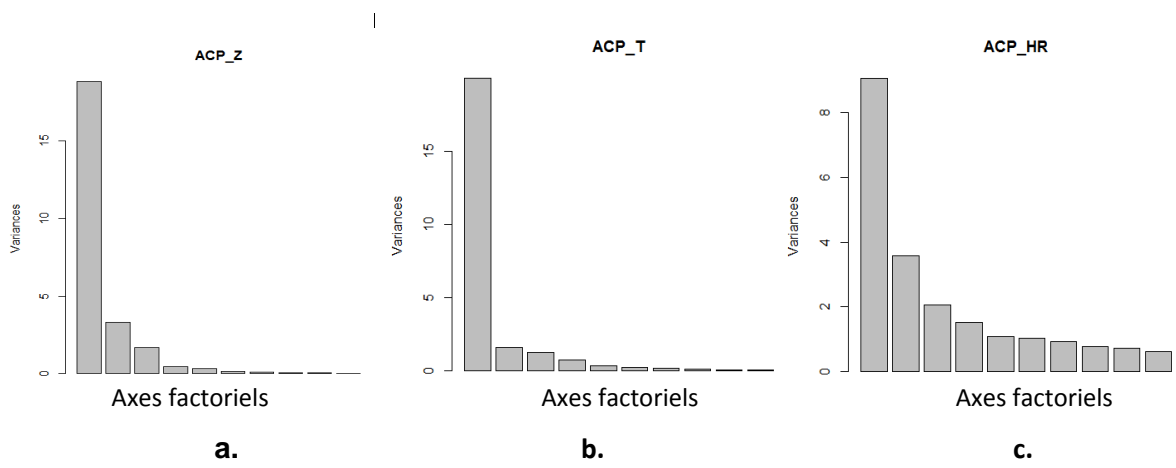 ACP_Z
Variances
15
10
5
0
Axes factoriels
a.
ACP_T
Variances
15
10
5
0
Axes factoriels
b.
ACP_HR
Variances
8
6
4
2
0
Axes factoriels
c.